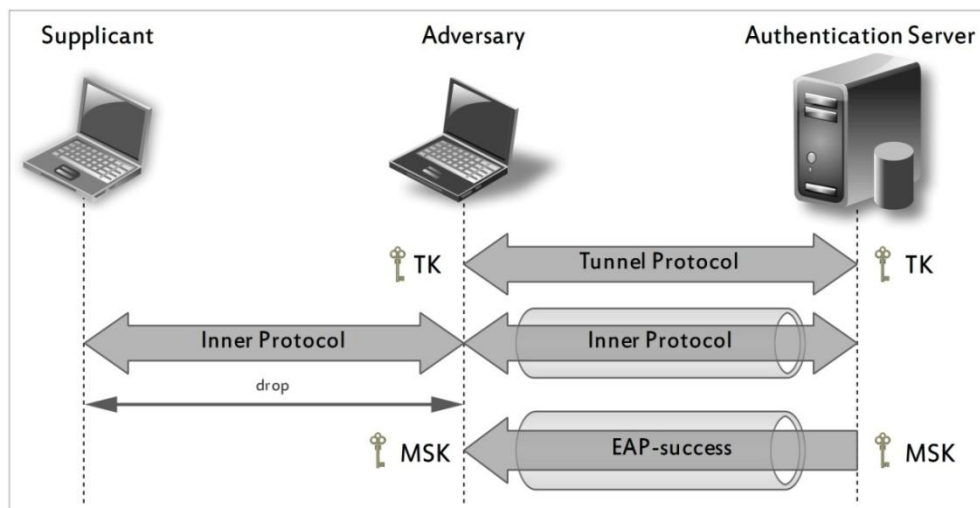 Supplicant
Adversary
Authentication Server
TK
Tunnel Protocol
TK
Inner Protocol
Inner Protocol
drop
MSK
EAP-success
MSK